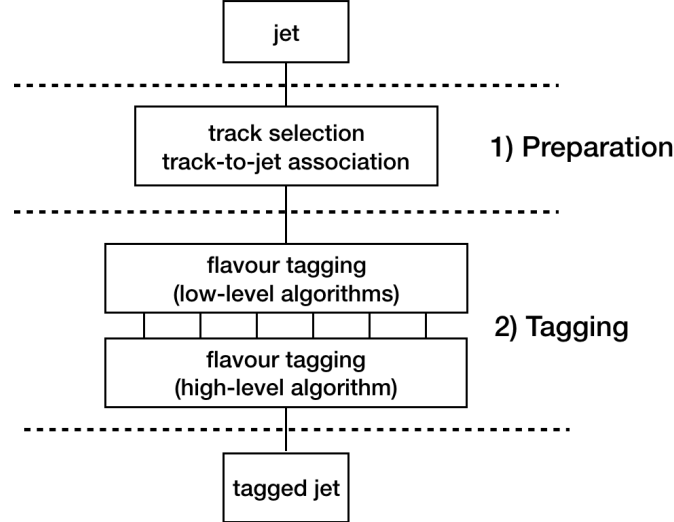 jet
track selection
track-to-jet association
1) Preparation
flavour tagging
(low-level algorithms)
2) Tagging
flavour tagging
(high-level algorithm)
tagged jet